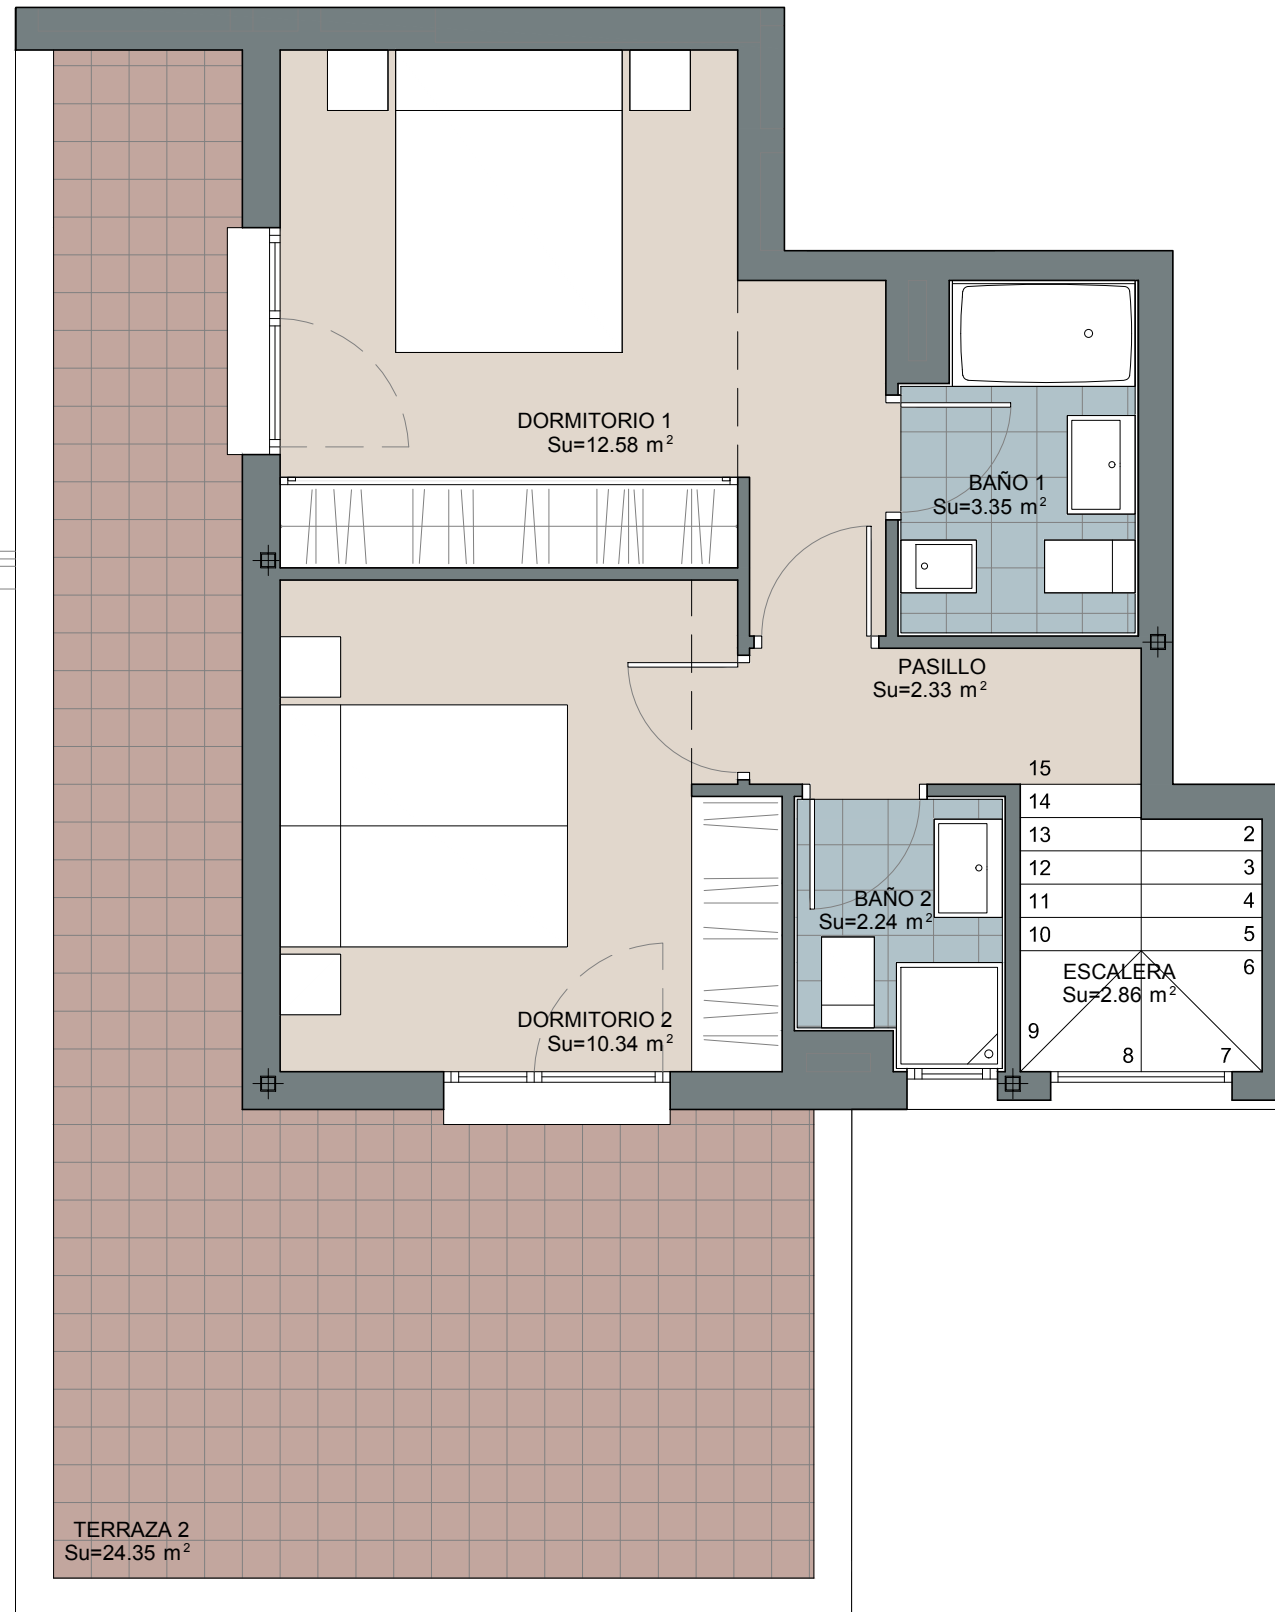 DORMITORIO 1
Su=12.58 m²
BAÑO 1
Su=3.35 m²
PASILLO
Su=2.33 m²
15
14
13
12
11
10
9
8
7
6
5
4
3
2
BAÑO 2
Su=2.24 m²
ESCALERA
Su=2.86 m²
DORMITORIO 2
Su=10.34 m²
TERRAZA 2
Su=24.35 m²